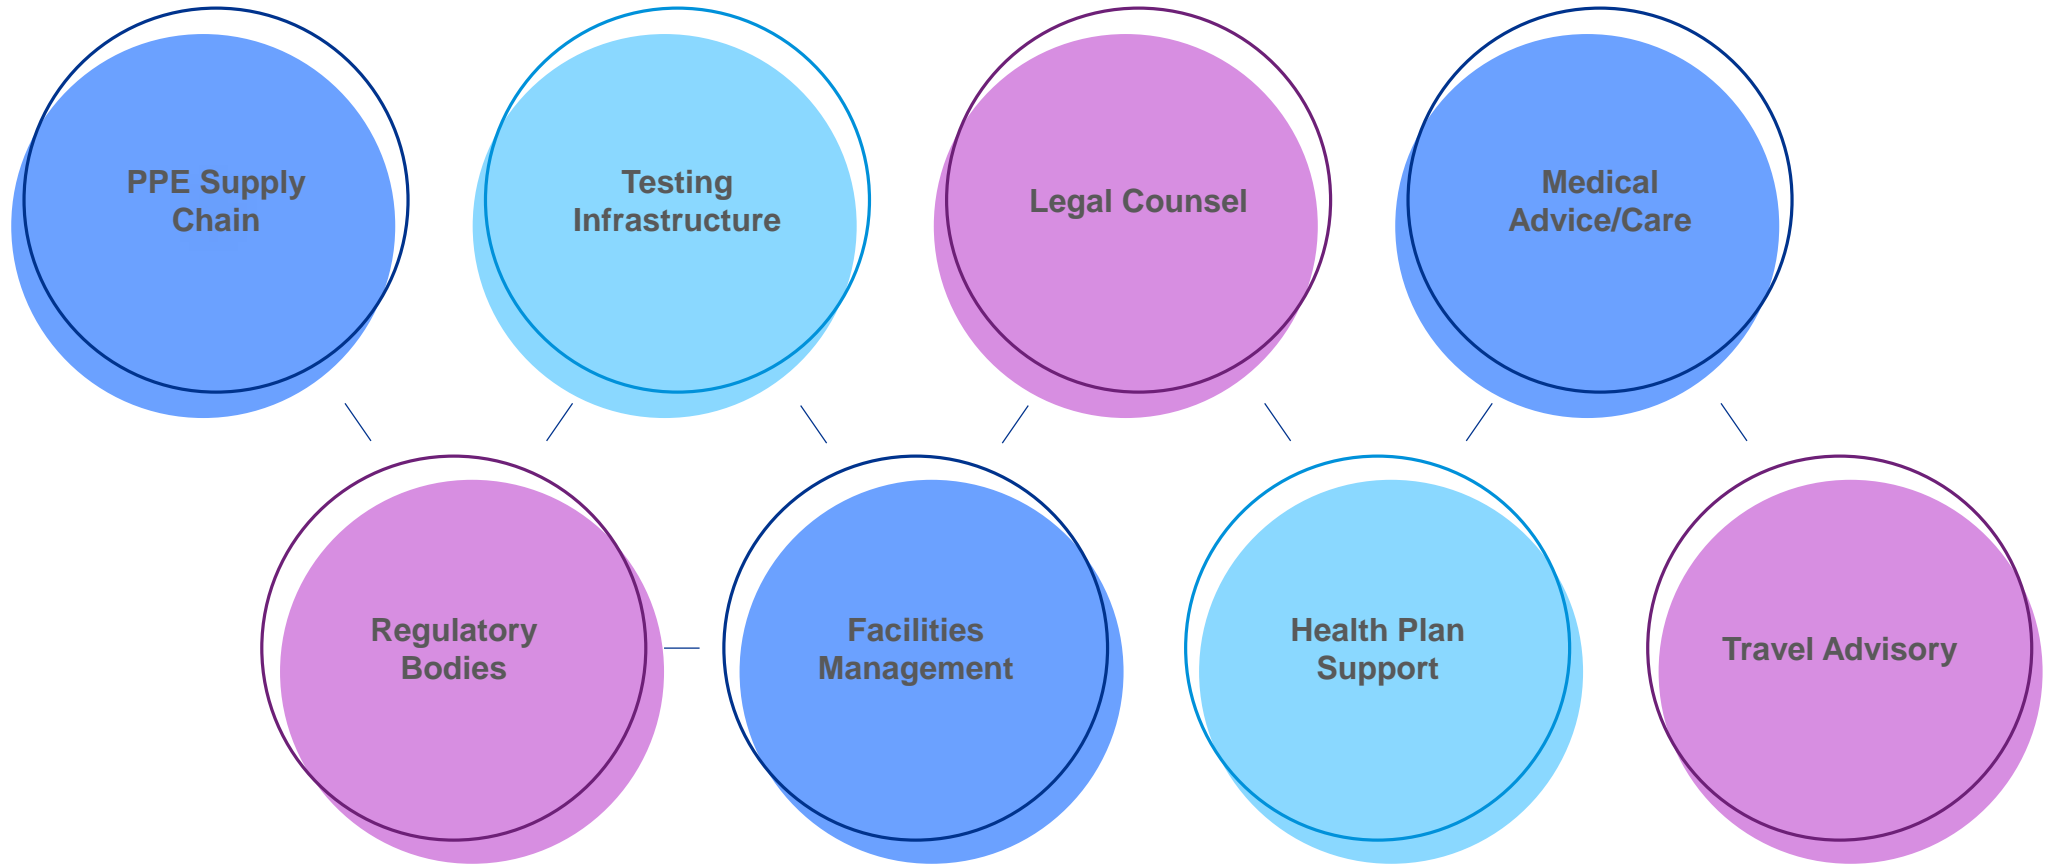 PPE Supply
Chain
Testing
Infrastructure
Legal Counsel
Medical
Advice/Care
Regulatory
Bodies
Facilities
Management
Health Plan
Support
Travel Advisory